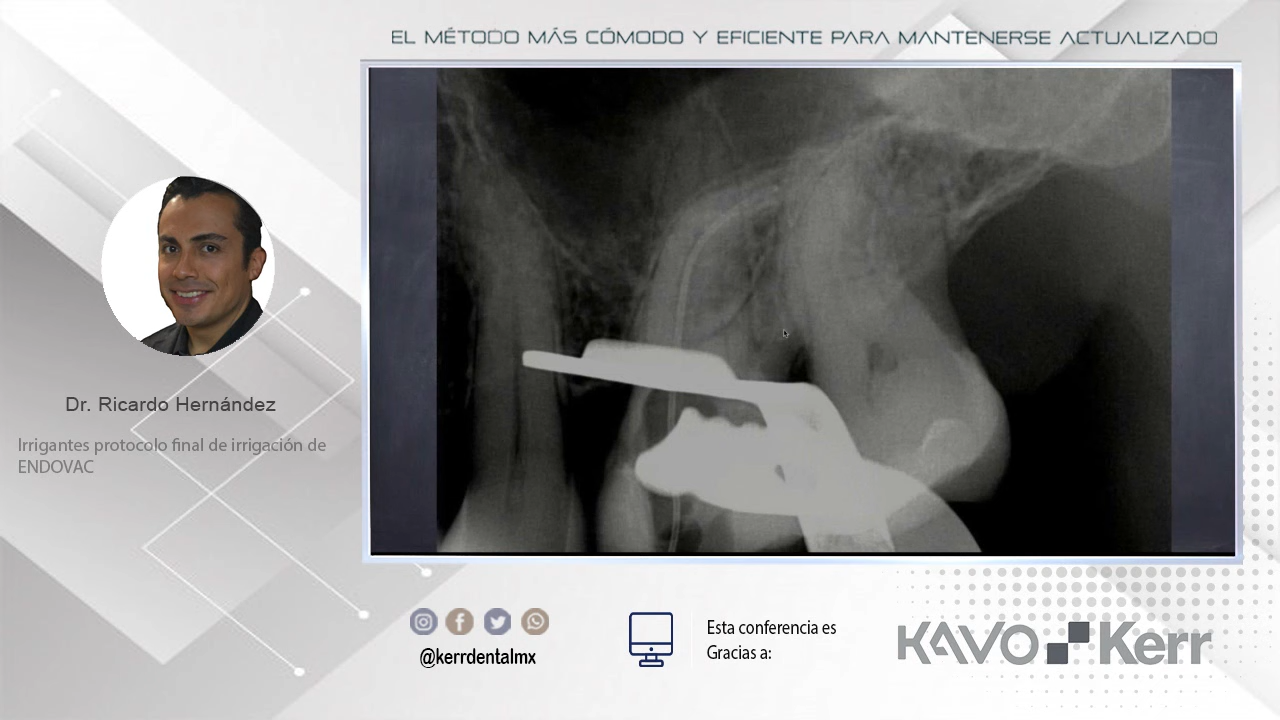 EL MÉTODO MÁS CÓMODO Y EFICIENTE PARA MANTENERSE ACTUALIZADO
Dr. Ricardo Hernández
Irrigantes protocolo final de irrigación de
ENDOVAC
@kerrdentalmx
Esta conferencia es
Gracias a:
KAVO Kerr